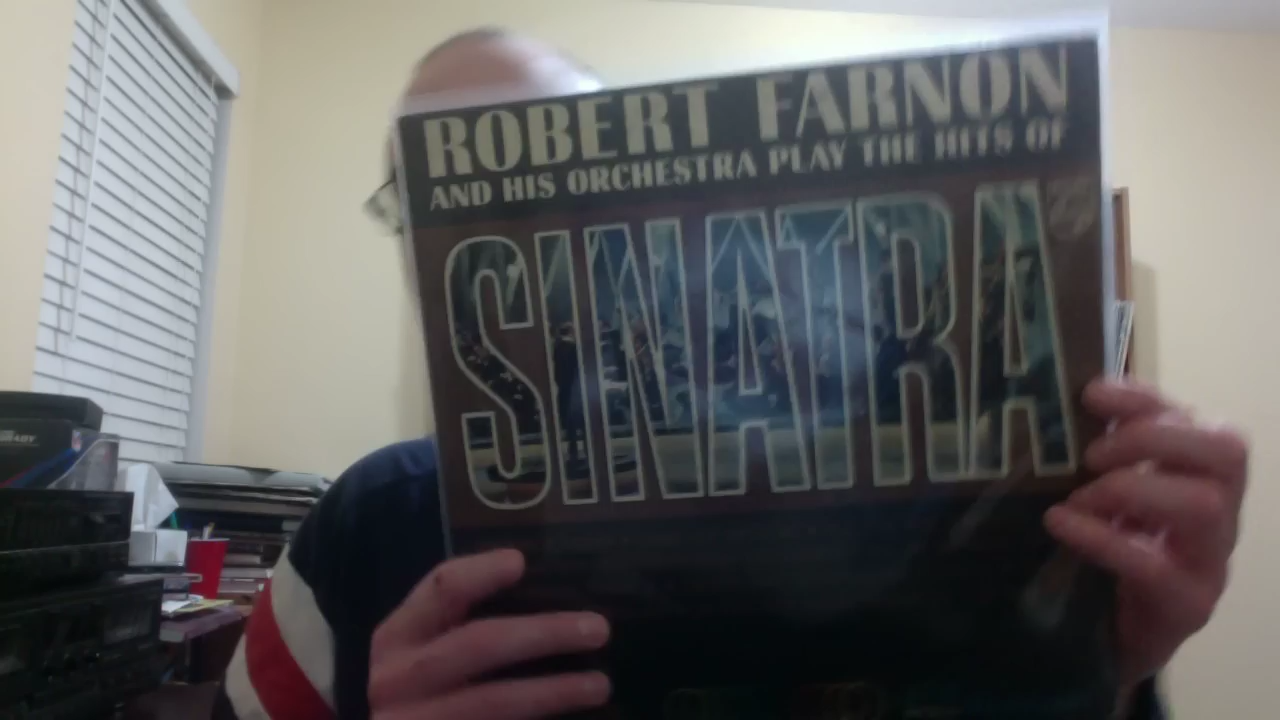 ROBERT FARNON
AND HIS ORCHESTRA PLAY THE HITS OF
SINATRA